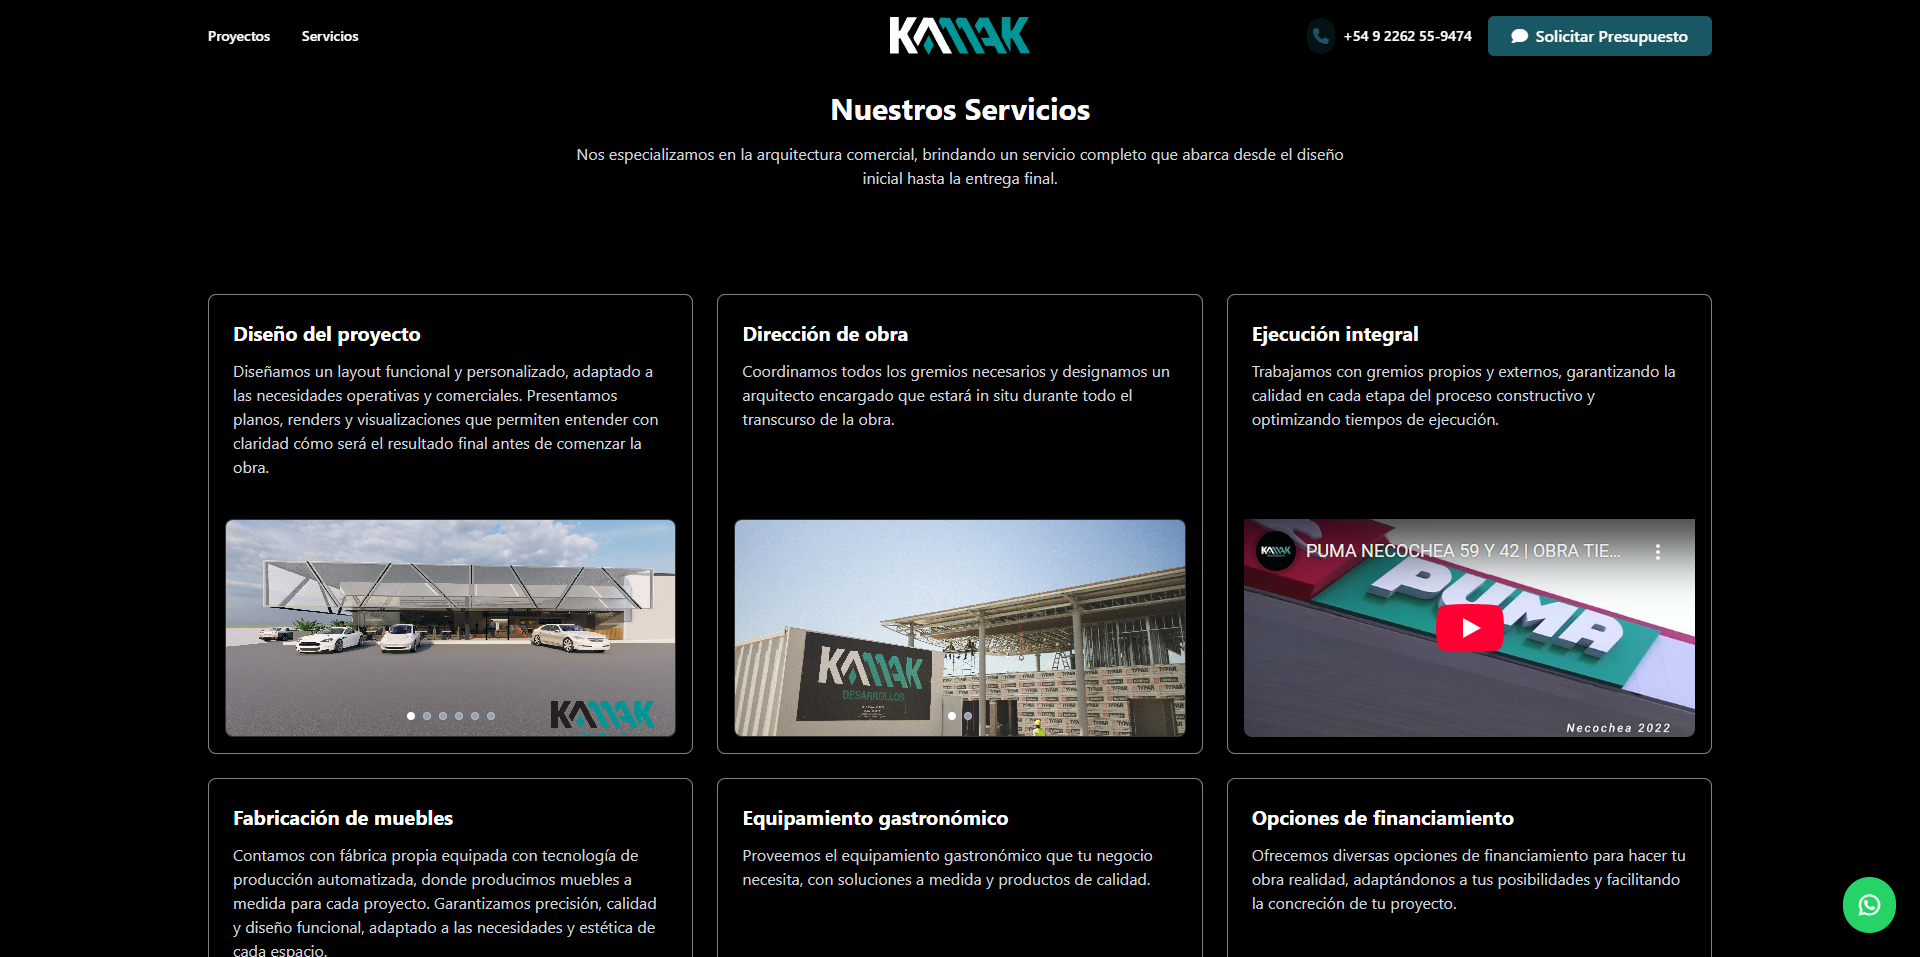 Proyectos
Servicios
KAMAK
+54 9 2262 55-9474
Solicitar Presupuesto
Nuestros Servicios
Nos especializamos en la arquitectura comercial, brindando un servicio completo que abarca desde el diseño
inicial hasta la entrega final.
Diseño del proyecto
Diseñamos un layout funcional y personalizado, adaptado a
las necesidades operativas y comerciales. Presentamos
planos, renders y visualizaciones que permiten entender con
claridad cómo será el resultado final antes de comenzar la
obra.
KAMAK
Dirección de obra
Coordinamos todos los gremios necesarios y designamos un
arquitecto encargado que estará in situ durante todo el
transcurso de la obra.
KAMAK
DESARROLLOS
TYPAR
Ejecución integral
Trabajamos con gremios propios y externos, garantizando la
calidad en cada etapa del proceso constructivo y
optimizando tiempos de ejecución.
KAMAK
PUMA NECOCHEA 59 Y 42 | OBRA TIE...
PUMA
Necochea 2022
Fabricación de muebles
Contamos con fábrica propia equipada con tecnología de
producción automatizada, donde producimos muebles a
medida para cada proyecto. Garantizamos precisión, calidad
y diseño funcional, adaptado a las necesidades y estética de
cada espacio.
Equipamiento gastronómico
Proveemos el equipamiento gastronómico que tu negocio
necesita, con soluciones a medida y productos de calidad.
Opciones de financiamiento
Ofrecemos diversas opciones de financiamiento para hacer tu
obra realidad, adaptándonos a tus posibilidades y facilitando
la concreción de tu proyecto.